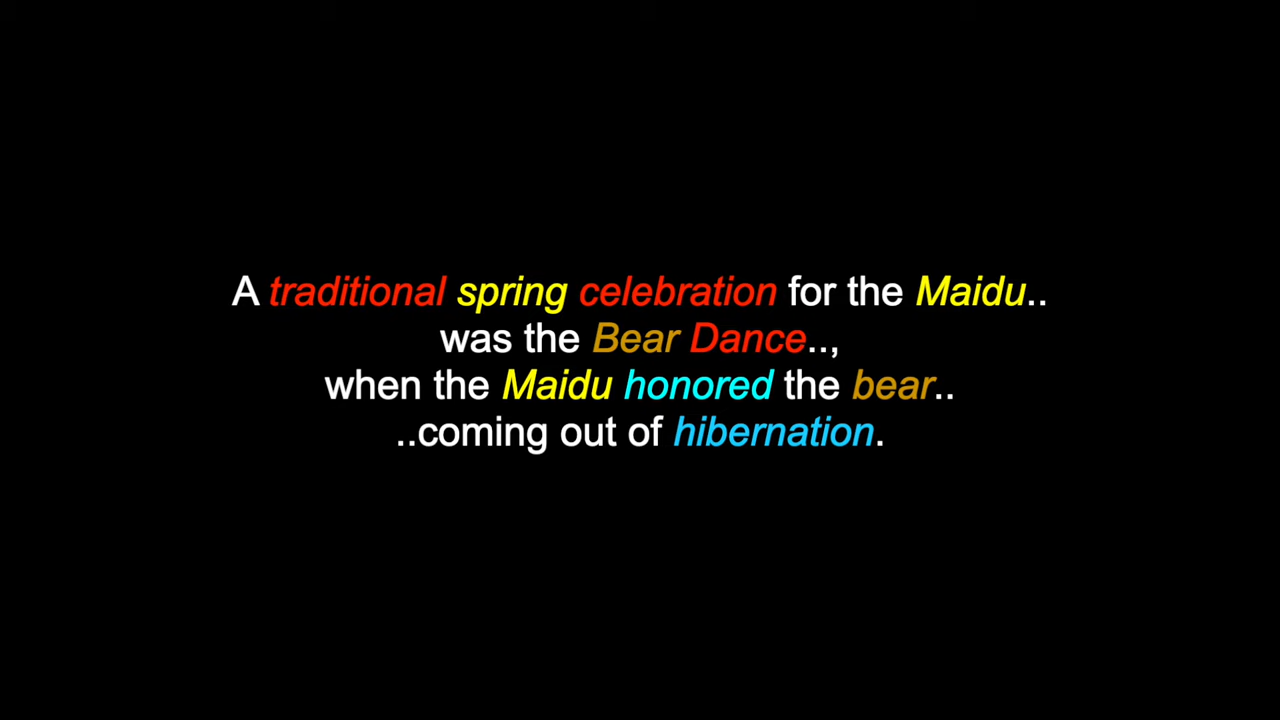 A traditional spring celebration for the Maidu..
was the Bear Dance..,
when the Maidu honored the bear..
..coming out of hibernation.